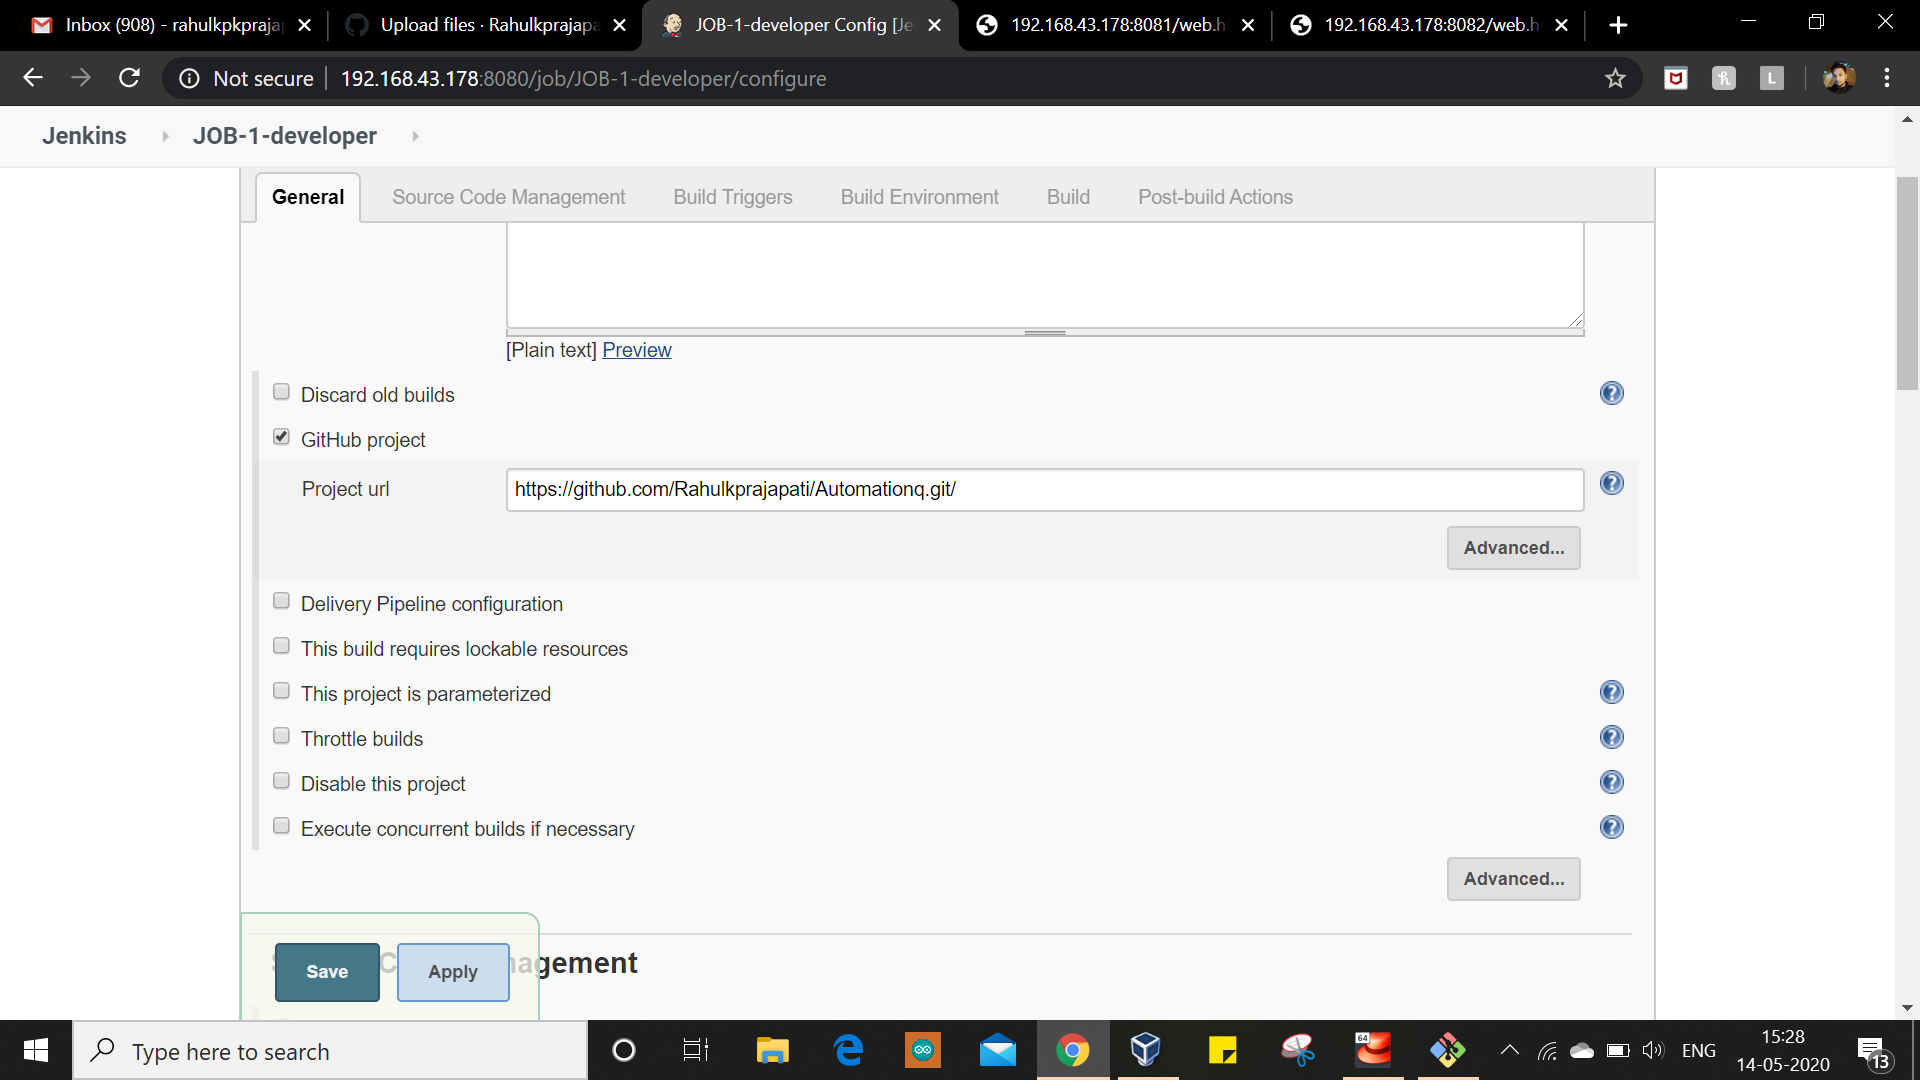 Inbox (908) - rahulkpkpraja
Upload files · Rahulkprajapa
JOB-1-developer Config [Je
192.168.43.178:8081/web.h
192.168.43.178:8082/web.h
Not secure
192.168.43.178:8080/job/JOB-1-developer/configure
L
Jenkins
JOB-1-developer
General
Source Code Management
Build Triggers
Build Environment
Build
Post-build Actions
[Plain text] Preview
Discard old builds
GitHub project
Project url
https://github.com/Rahulkprajapati/Automationq.git/
Advanced...
Delivery Pipeline configuration
This build requires lockable resources
This project is parameterized
Throttle builds
Disable this project
Execute concurrent builds if necessary
Advanced...
Save
Apply
agement
Type here to search
64
ENG
15:28
14-05-2020
13